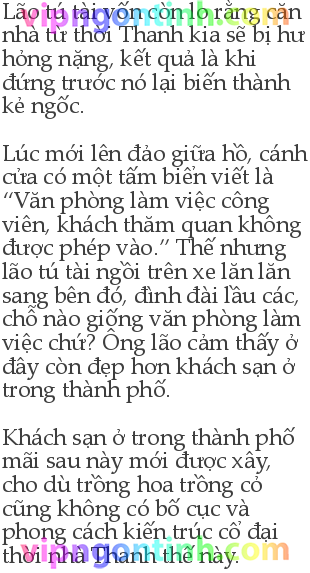 Lão tú tài vốn còn lo rằng căn
nhà từ thời Thanh kia sẽ bị hư
hỏng nặng, kết quả là khi
đứng trước nó lại biến thành
kẻ ngốc.

Lúc mới lên đảo giữa hồ, cánh
cửa có một tấm biển viết là
“Văn phòng làm việc công
viên, khách thăm quan không
được phép vào.” Thế nhưng
lão tú tài ngồi trên xe lăn lăn
sang bên đó, đình đài lầu các,
chỗ nào giống văn phòng làm
việc chứ? Ông lão cảm thấy ở
đây còn đẹp hơn khách sạn ở
trong thành phố.

Khách sạn ở trong thành phố
mãi sau này mới được xây,
cho dù trồng hoa trồng cỏ
cũng không có bố cục và
phong cách kiến trúc cổ đại
thời nhà Thanh thế này.
vipngontinh.com
vipngontinh.com